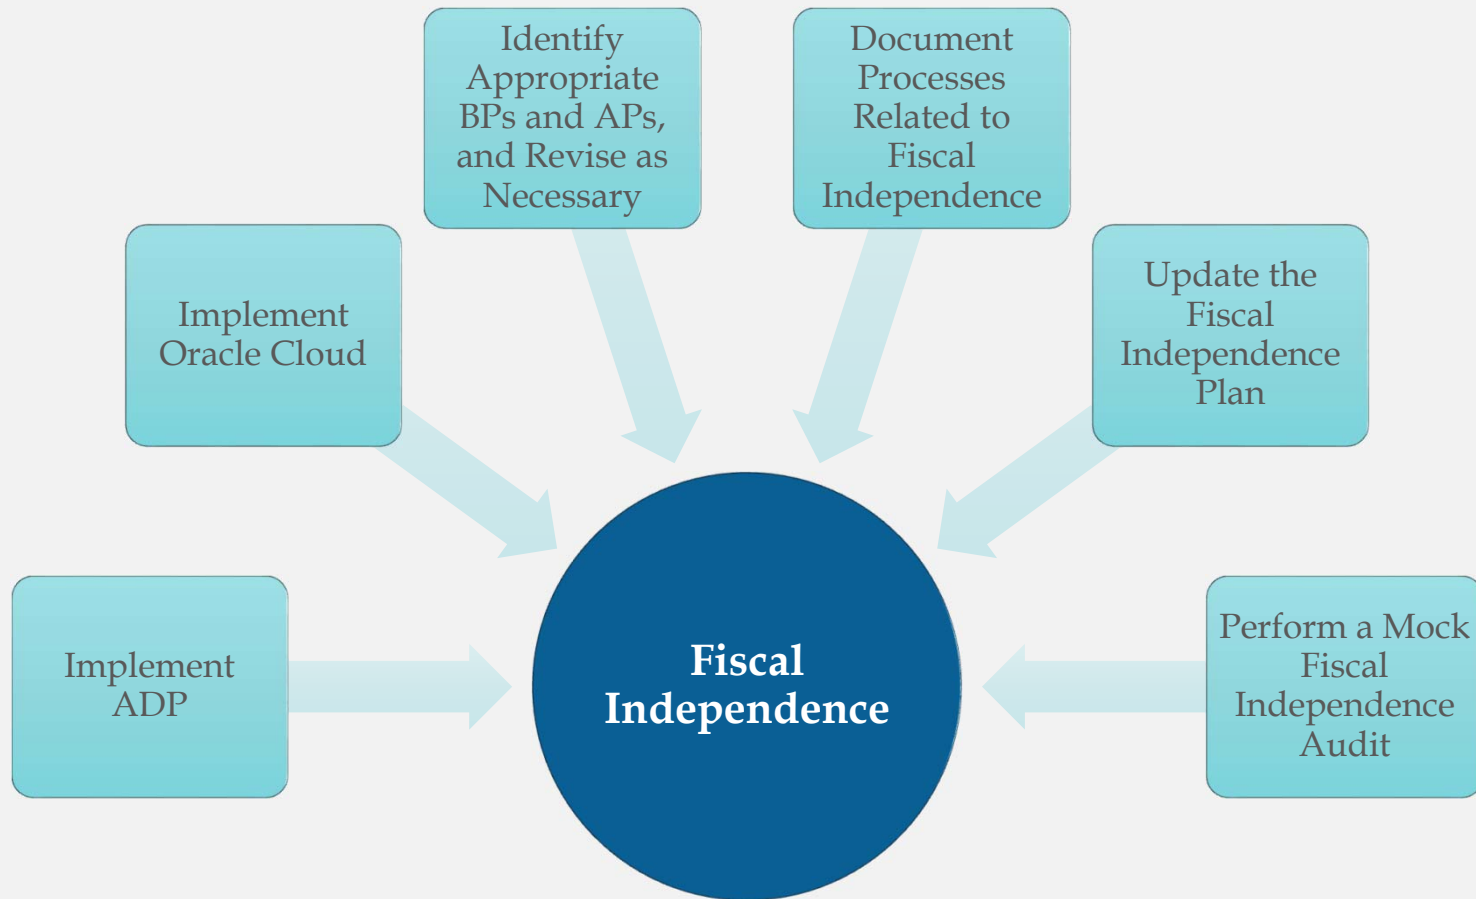 Identify
Appropriate
BPs and APs,
and Revise as
Necessary
Document
Processes
Related to
Fiscal
Independence
Implement
Oracle Cloud
Update the
Fiscal
Independence
Plan
Implement
ADP
Fiscal
Independence
Perform a Mock
Fiscal
Independence
Audit